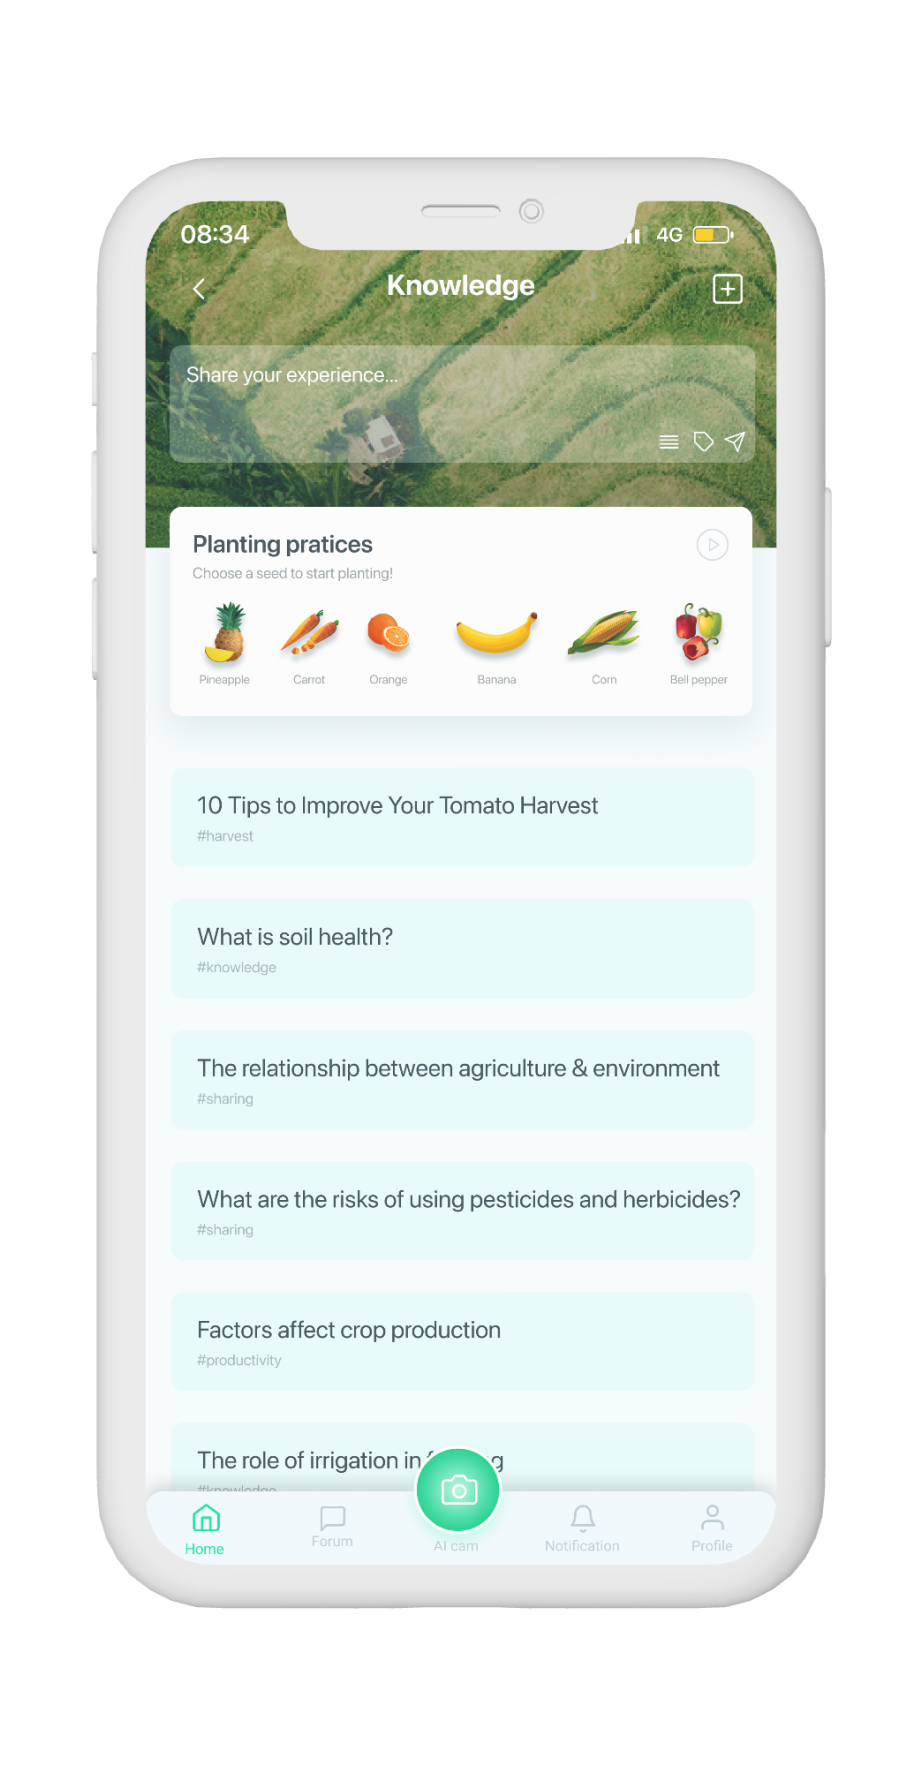 08:34 4G
Knowledge
Share your experience...
Planting pratices
Choose a seed to start planting!
Pineapple Carrot Orange Banana Corn Bell pepper
10 Tips to Improve Your Tomato Harvest
#harvest
What is soil health?
#knowledge
The relationship between agriculture & environment
#sharing
What are the risks of using pesticides and herbicides?
#sharing
Factors affect crop production
#productivity
The role of irrigation in
#knowledge
Home Forum AI cam Notification Profile